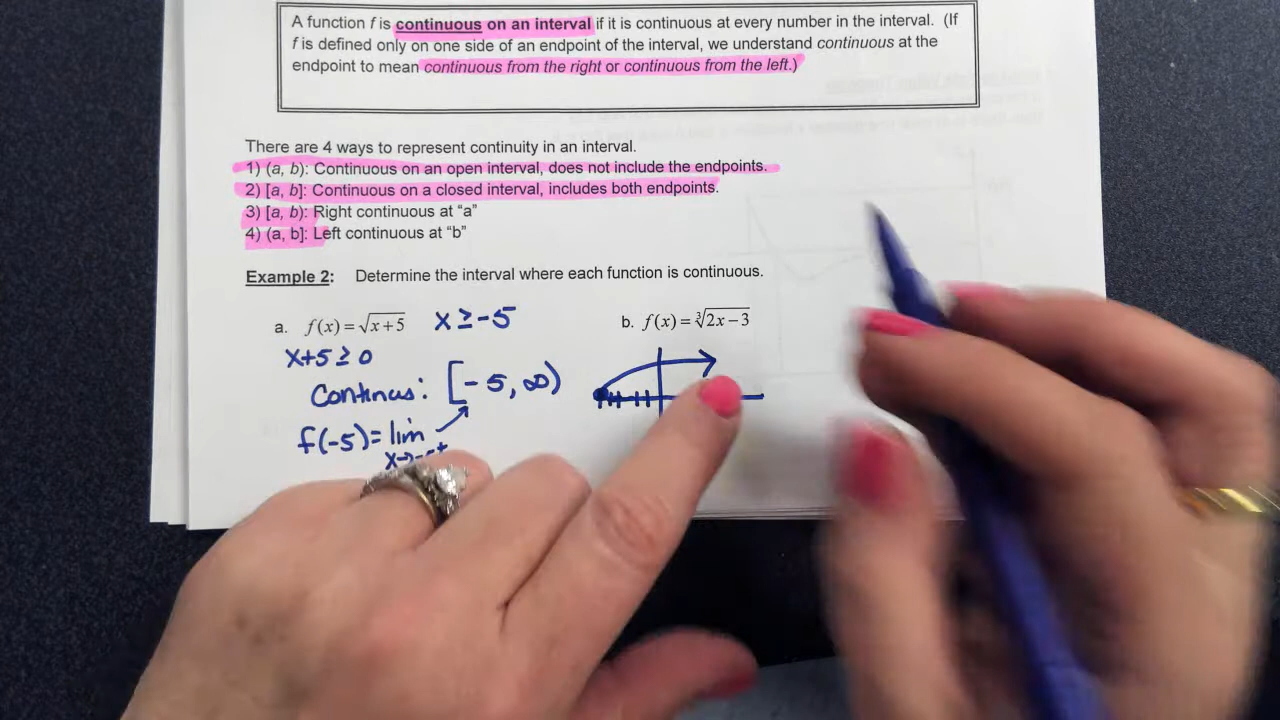 A function f is continuous on an interval if it is continuous at every number in the interval. (If
f is defined only on one side of an endpoint of the interval, we understand continuous at the
endpoint to mean continuous from the right or continuous from the left.)
There are 4 ways to represent continuity in an interval.
1) (a, b): Continuous on an open interval, does not include the endpoints.
2) [a, b]: Continuous on a closed interval, includes both endpoints.
3) [a, b): Right continuous at "a"
4) (a, b]: Left continuous at "b"
Example 2: Determine the interval where each function is continuous.
a. f(x) = √x+5 x ≥ -5 b. f(x) = ∛2x-3
x+5 ≥ 0
Continus: [-5, ∞)
f(-5) = lim